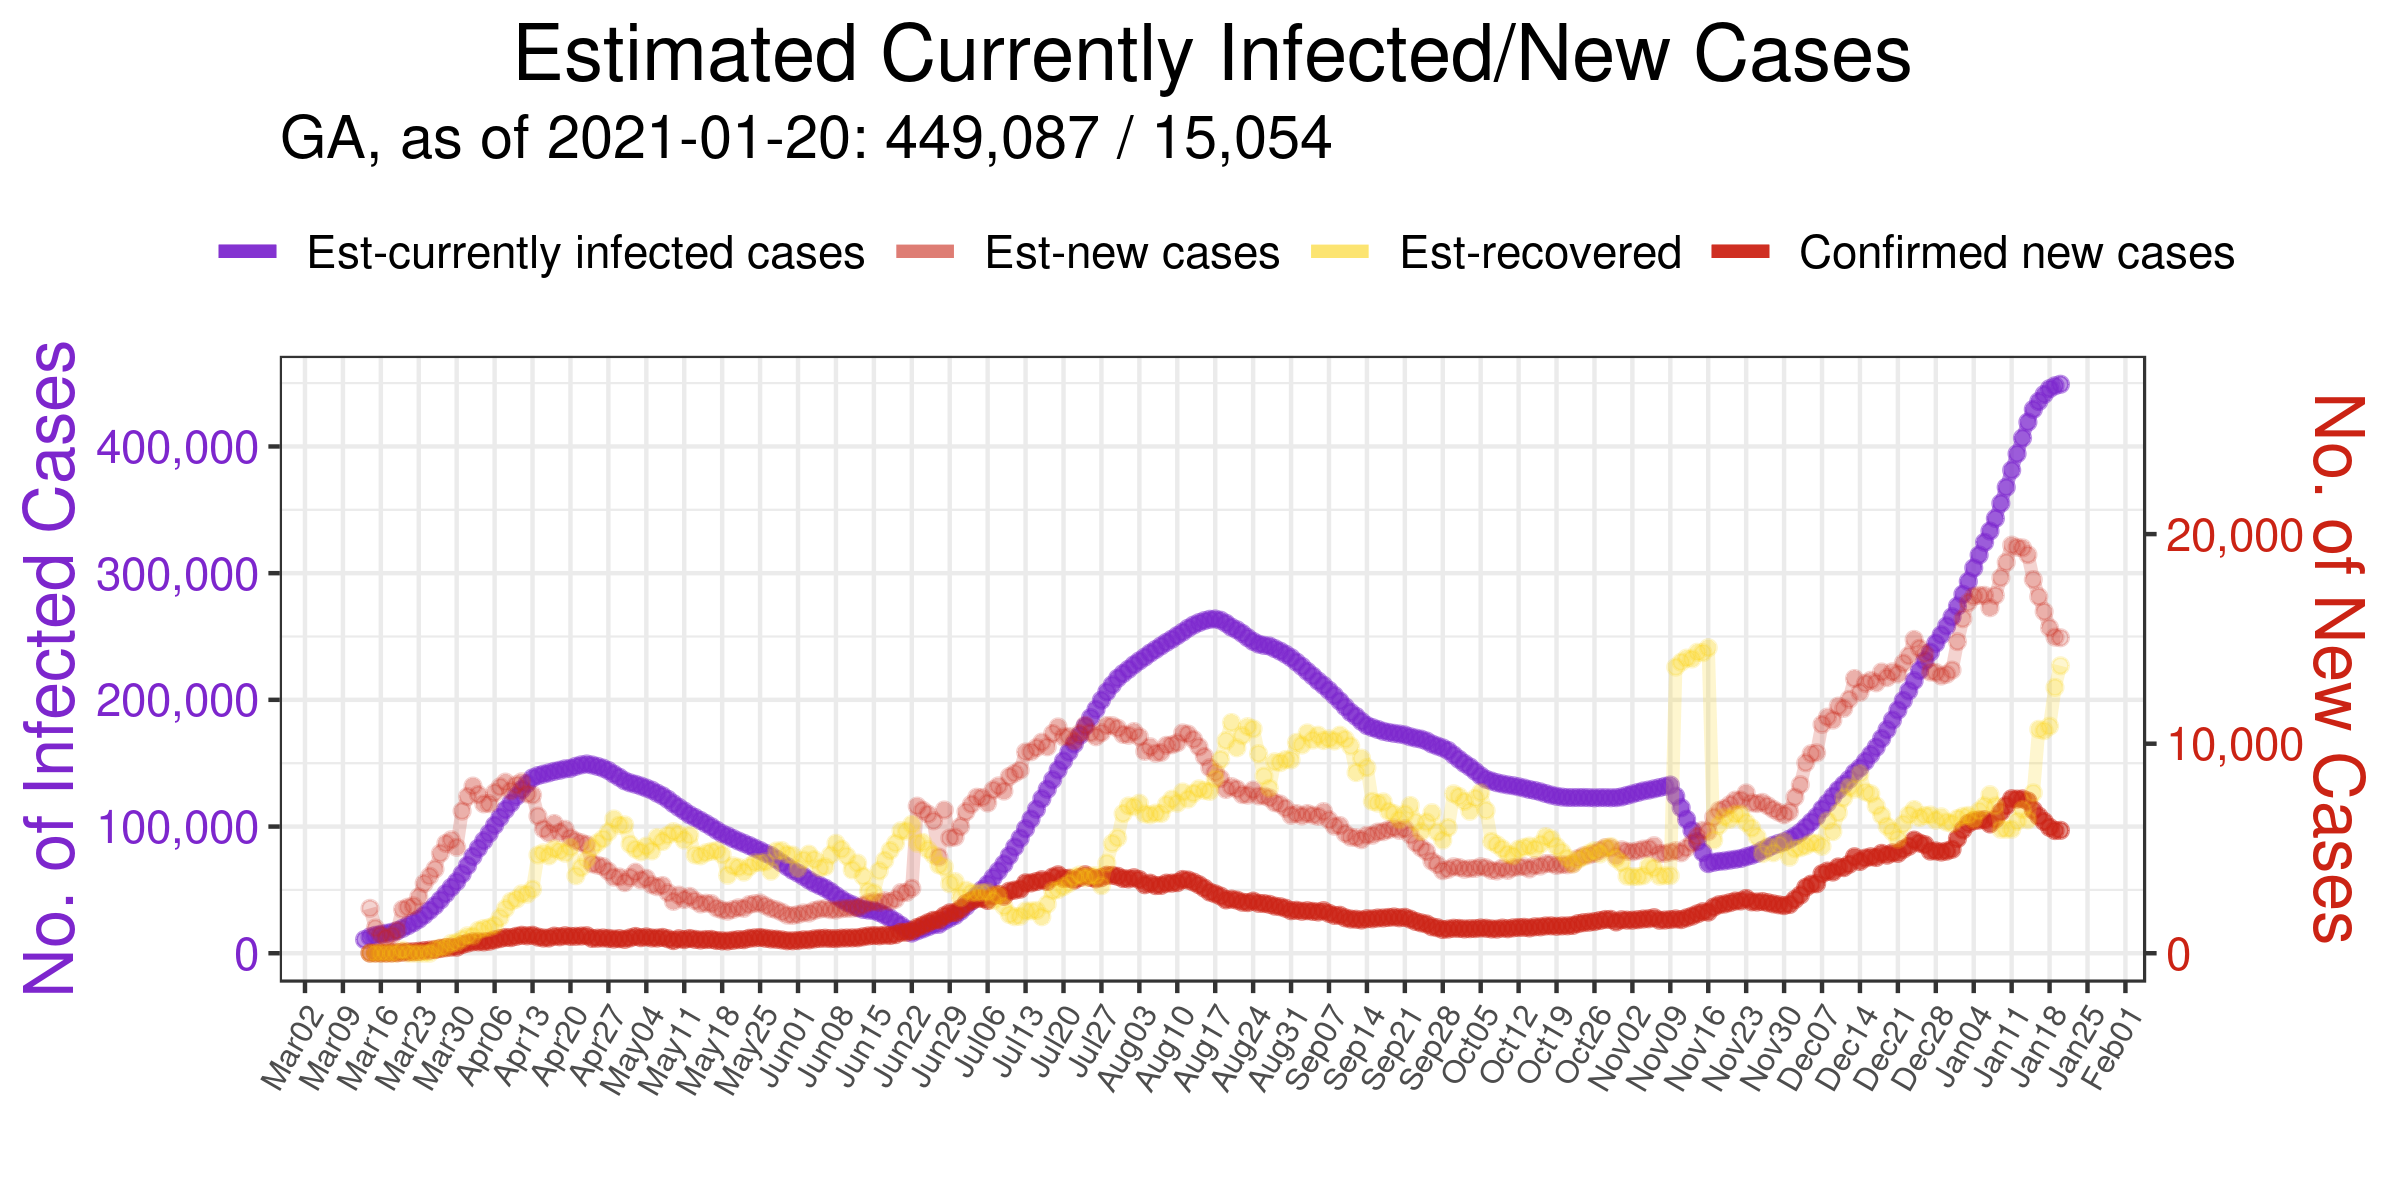 Estimated Currently Infected/New Cases
GA, as of 2021-01-20: 449,087 / 15,054
Est-currently infected cases Est-new cases Est-recovered Confirmed new cases
No. of Infected Cases
400,000
300,000
200,000
100,000
0
20,000
10,000
0
No. of New Cases
Mar02 Mar09 Mar16 Mar23 Mar30 Apr06 Apr13 Apr20 Apr27 May04 May11 May18 May25 Jun01 Jun08 Jun15 Jun22 Jun29 Jul06 Jul13 Jul20 Jul27 Aug03 Aug10 Aug17 Aug24 Aug31 Sep07 Sep14 Sep21 Sep28 Oct05 Oct12 Oct19 Oct26 Nov02 Nov09 Nov16 Nov23 Nov30 Dec07 Dec14 Dec21 Dec28 Jan04 Jan11 Jan18 Jan25 Feb01